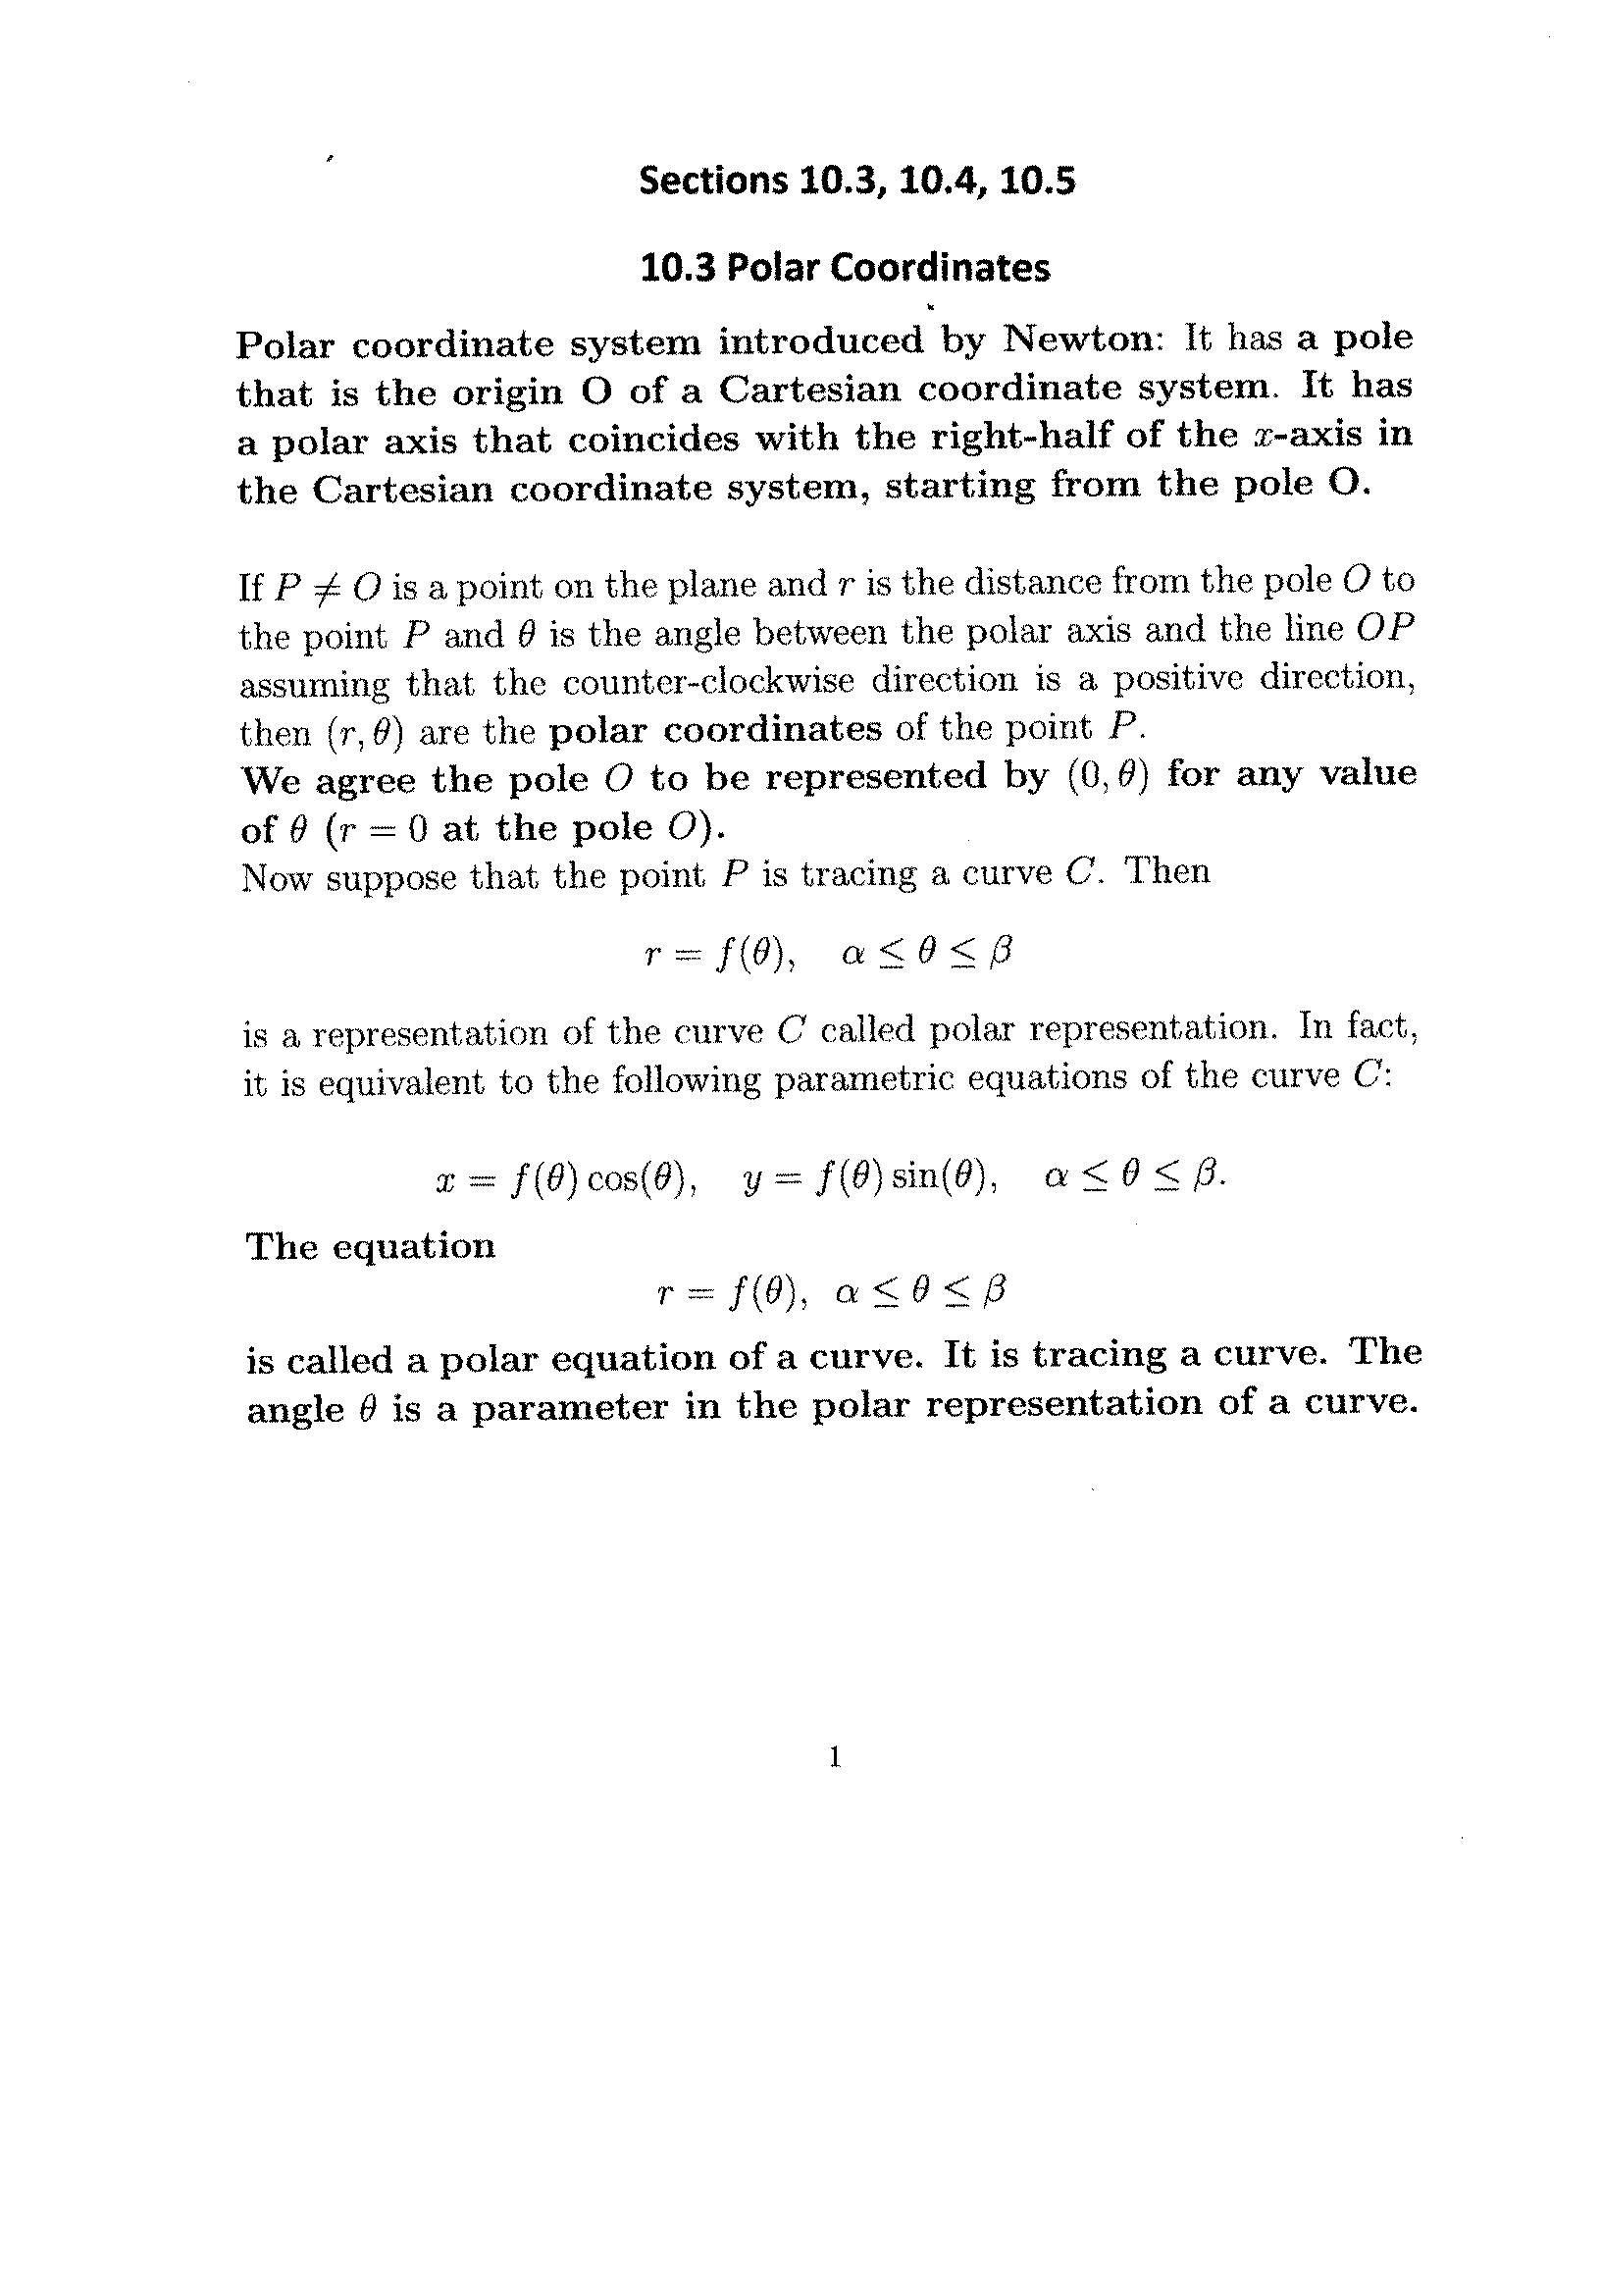 Sections 10.3, 10.4, 10.5
10.3 Polar Coordinates
Polar coordinate system introduced by Newton: It has a pole
that is the origin O of a Cartesian coordinate system. It has
a polar axis that coincides with the right-half of the x-axis in
the Cartesian coordinate system, starting from the pole O.
If P ≠ O is a point on the plane and r is the distance from the pole O to
the point P and θ is the angle between the polar axis and the line OP
assuming that the counter-clockwise direction is a positive direction,
then (r, θ) are the polar coordinates of the point P.
We agree the pole O to be represented by (0, θ) for any value
of θ (r = 0 at the pole O).
Now suppose that the point P is tracing a curve C. Then
r = f(θ), α ≤ θ ≤ β
is a representation of the curve C called polar representation. In fact,
it is equivalent to the following parametric equations of the curve C:
x = f(θ) cos(θ), y = f(θ) sin(θ), α ≤ θ ≤ β.
The equation
r = f(θ), α ≤ θ ≤ β
is called a polar equation of a curve. It is tracing a curve. The
angle θ is a parameter in the polar representation of a curve.
1